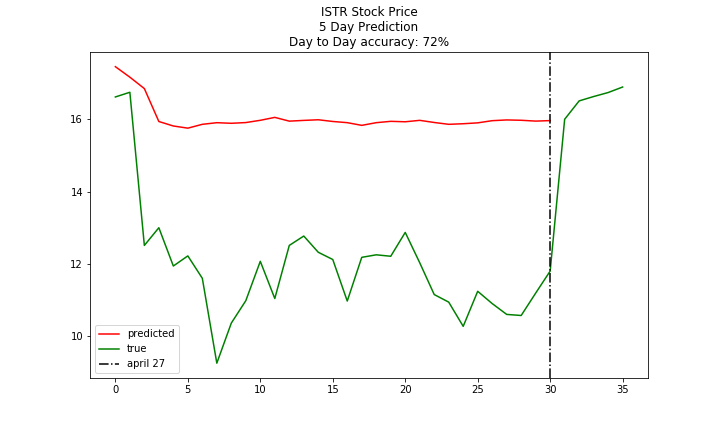 ISTR Stock Price
5 Day Prediction
Day to Day accuracy: 72%
16
14
12
10
predicted
true
april 27
0 5 10 15 20 25 30 35